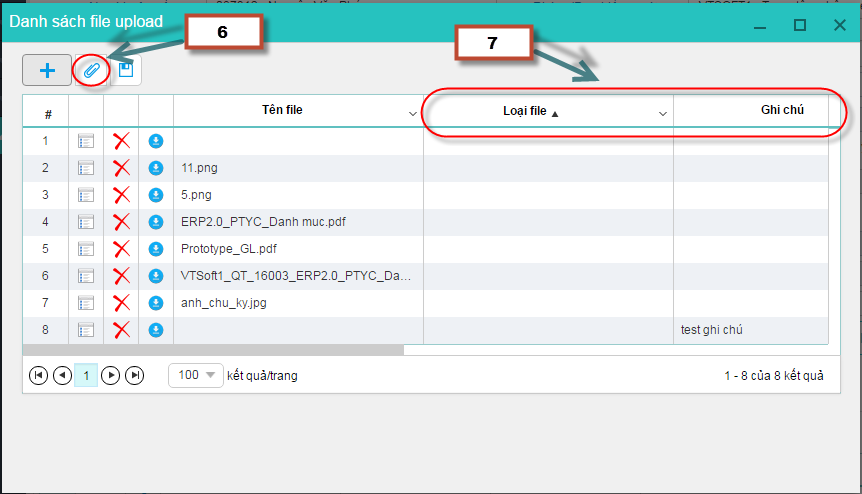 Danh sách file upload
6
7
# Tên file Loại file ▲ Ghi chú
1
2 11.png
3 5.png
4 ERP2.0_PTYC_Danh muc.pdf
5 Prototype_GL.pdf
6 VTSoft1_QT_16003_ERP2.0_PTYC_Da...
7 anh_chu_ky.jpg
8 test ghi chú
1 100 kết quả/trang 1 - 8 của 8 kết quả